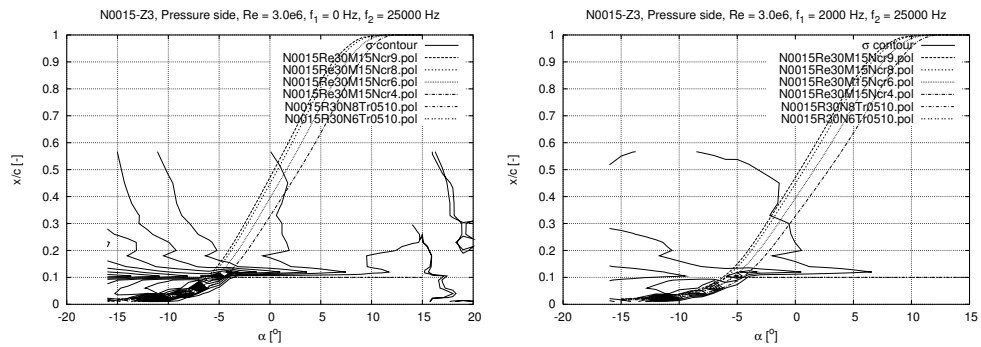 N0015-Z3, Pressure side, Re = 3.0e6, f1 = 0 Hz, f2 = 25000 Hz
σ contour
N0015Re30M15Ncr9.pol
N0015Re30M15Ncr8.pol
N0015Re30M15Ncr6.pol
N0015Re30M15Ncr4.pol
N0015R30N8Tr0510.pol
N0015R30N6Tr0510.pol
x/c [-]
1
0.9
0.8
0.7
0.6
0.5
0.4
0.3
0.2
0.1
0
-20 -15 -10 -5 0 5 10 15 20
α [o]
N0015-Z3, Pressure side, Re = 3.0e6, f1 = 2000 Hz, f2 = 25000 Hz
σ contour
N0015Re30M15Ncr9.pol
N0015Re30M15Ncr8.pol
N0015Re30M15Ncr6.pol
N0015Re30M15Ncr4.pol
N0015R30N8Tr0510.pol
N0015R30N6Tr0510.pol
x/c [-]
1
0.9
0.8
0.7
0.6
0.5
0.4
0.3
0.2
0.1
0
-20 -15 -10 -5 0 5 10 15
α [o]